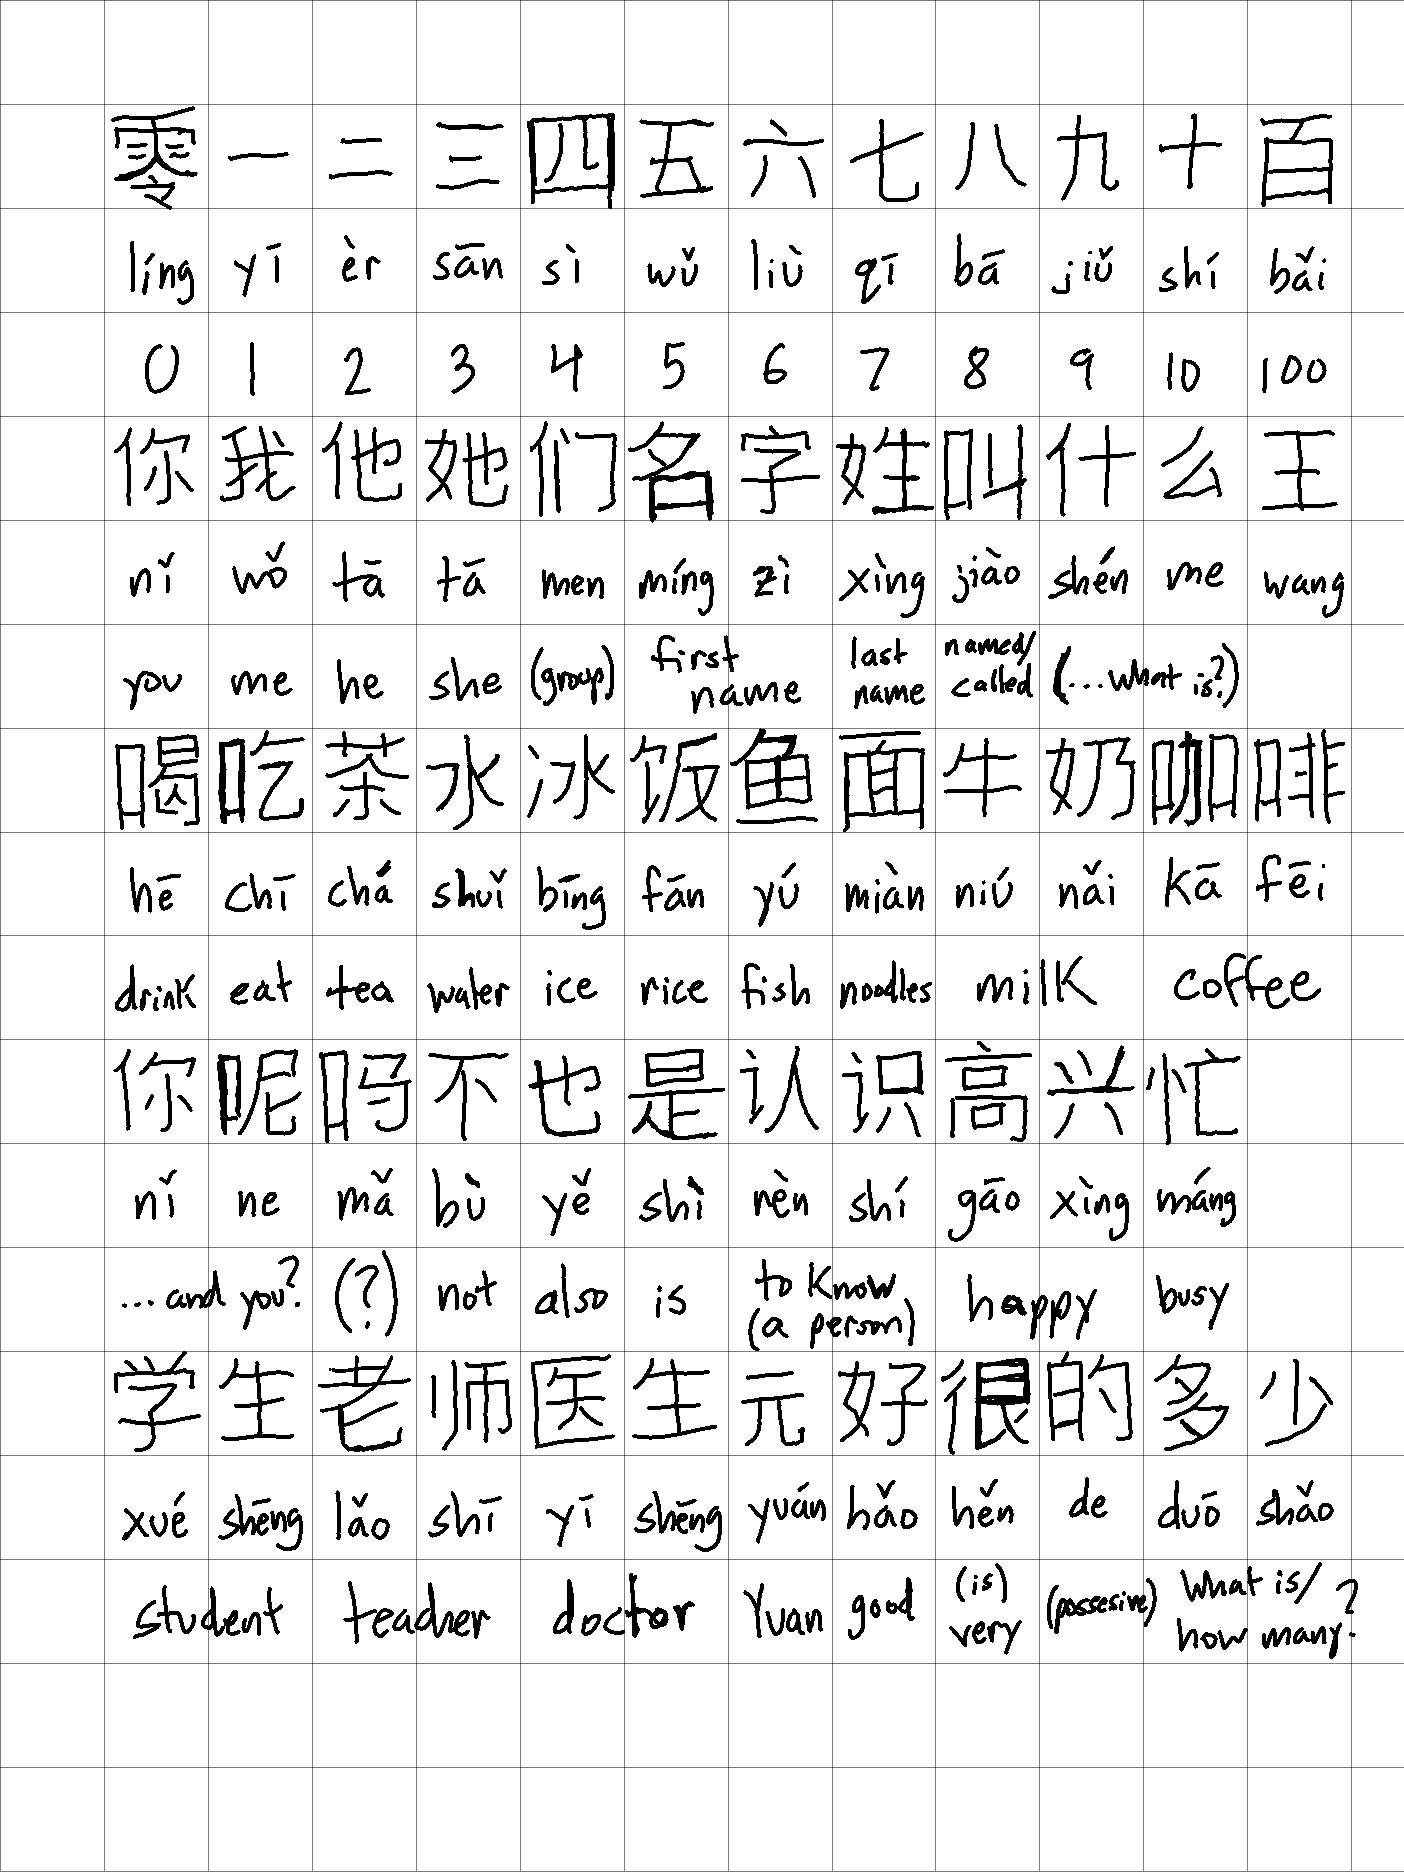 零 一 二 三 四 五 六 七 八 九 十 百
líng yī èr sān sì wǔ liù qī bā jiǔ shí bǎi
0 1 2 3 4 5 6 7 8 9 10 100
你 我 他 她 们 名 字 姓 叫 什 么 王
nǐ wǒ tā tā men míng zì xìng jiào shén me wang
you me he she (group) first name last name named/called (...what is?)
喝 吃 茶 水 冰 饭 鱼 面 牛 奶 咖 啡
hē chī chá shuǐ bīng fān yú miàn niú nǎi kā fēi
drink eat tea water ice rice fish noodles milk coffee
你 呢 吗 不 也 是 认 识 高 兴 忙
nǐ ne mǎ bù yě shì rèn shí gāo xìng máng
...and you? (?) not also is to know (a person) happy busy
学 生 老 师 医 生 元 好 很 的 多 少
xué shēng lǎo shī yī shēng yuán hǎo hěn de duō shǎo
student teacher doctor Yuan good (is) very (possesive) What is/how many?